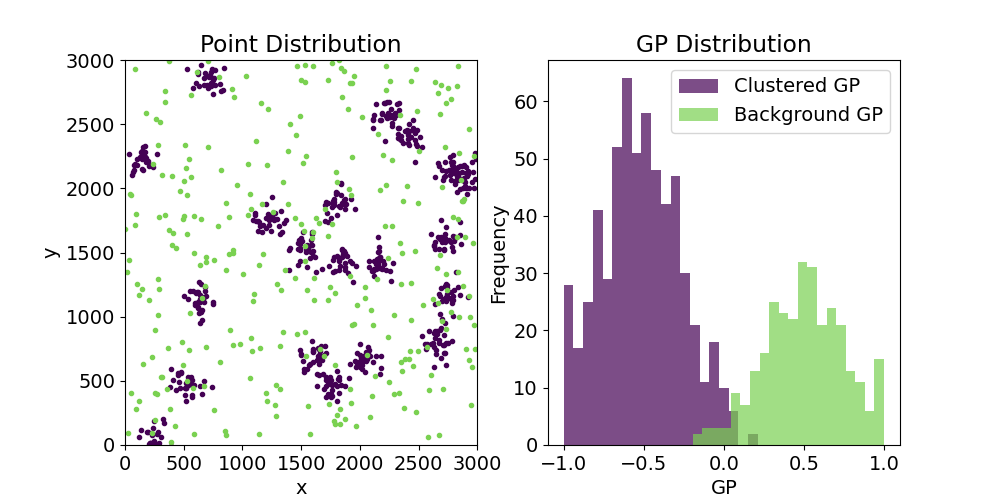 Point Distribution
3000
2500
2000
1500
1000
500
0
y
0 500 1000 1500 2000 2500 3000
x
GP Distribution
Clustered GP
Background GP
60
50
40
30
20
10
0
Frequency
−1.0 −0.5 0.0 0.5 1.0
GP